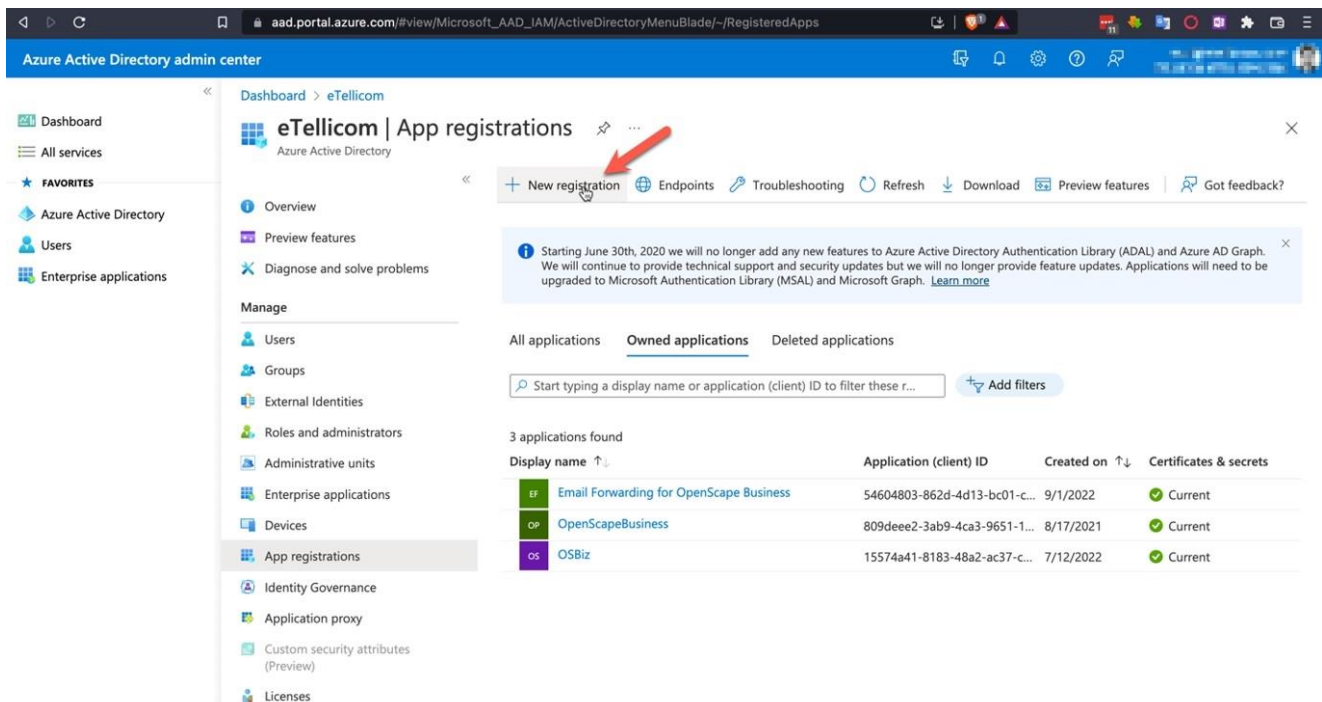 aad.portal.azure.com/#view/Microsoft_AAD_IAM/ActiveDirectoryMenuBlade/~/RegisteredApps
11
Azure Active Directory admin center
Dashboard
All services
FAVORITES
Azure Active Directory
Users
Enterprise applications
Dashboard > eTellicom
eTellicom | App registrations
Azure Active Directory
Overview
Preview features
Diagnose and solve problems
Manage
Users
Groups
External Identities
Roles and administrators
Administrative units
Enterprise applications
Devices
App registrations
Identity Governance
Application proxy
Custom security attributes
(Preview)
Licenses
New registration Endpoints Troubleshooting Refresh Download Preview features Got feedback?
Starting June 30th, 2020 we will no longer add any new features to Azure Active Directory Authentication Library (ADAL) and Azure AD Graph.
We will continue to provide technical support and security updates but we will no longer provide feature updates. Applications will need to be
upgraded to Microsoft Authentication Library (MSAL) and Microsoft Graph. Learn more
All applications Owned applications Deleted applications
Start typing a display name or application (client) ID to filter these r... Add filters
3 applications found
Display name Application (client) ID Created on Certificates & secrets
EF Email Forwarding for OpenScape Business 54604803-862d-4d13-bc01-c... 9/1/2022 Current
OP OpenScapeBusiness 809deee2-3ab9-4ca3-9651-1... 8/17/2021 Current
OS OSBiz 15574a41-8183-48a2-ac37-c... 7/12/2022 Current